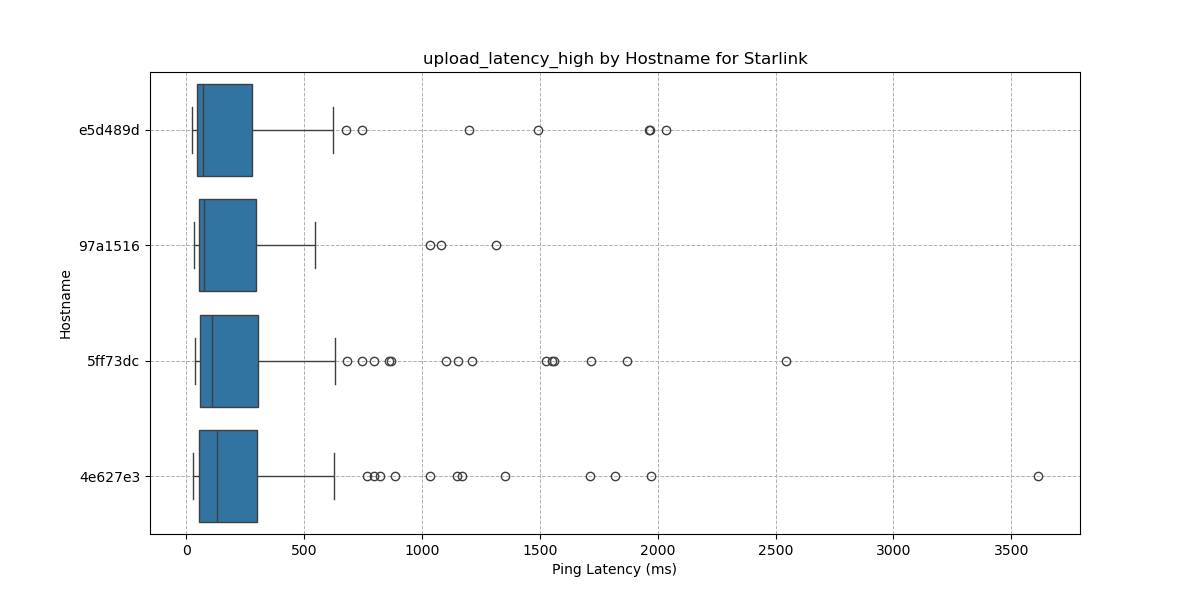 upload_latency_high by Hostname for Starlink
Hostname
e5d489d
97a1516
5ff73dc
4e627e3
0 500 1000 1500 2000 2500 3000 3500
Ping Latency (ms)